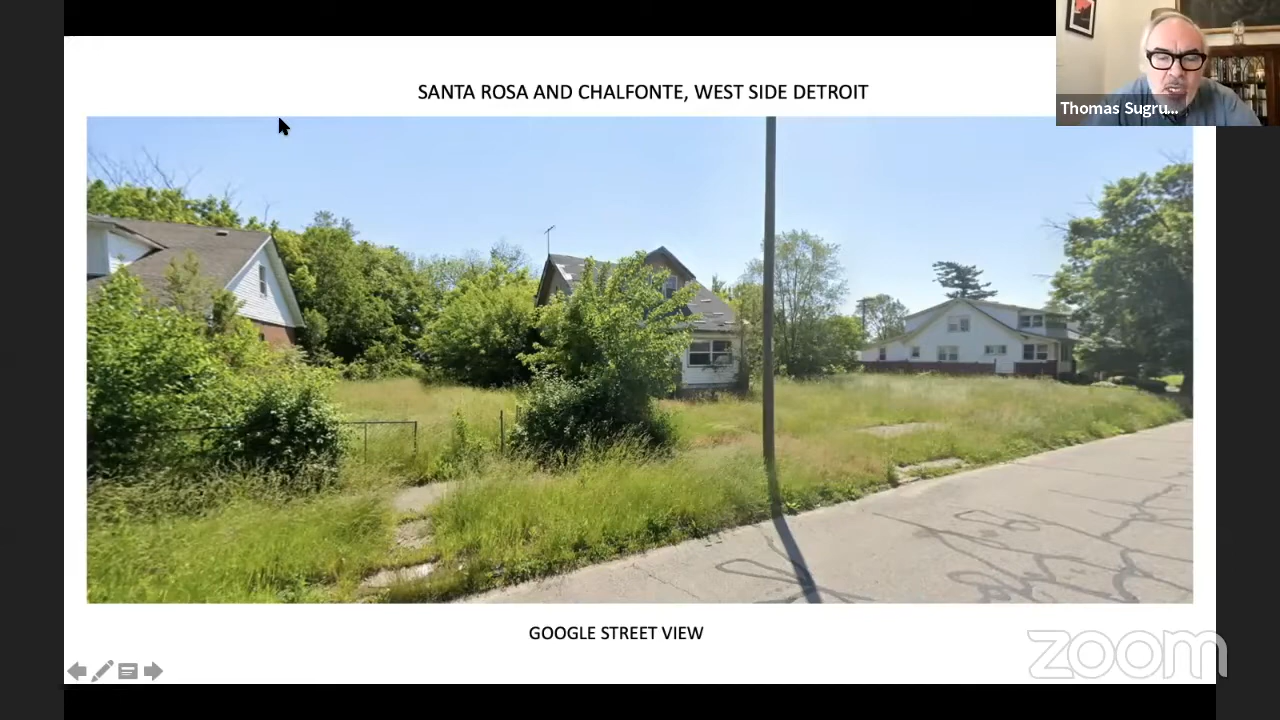 SANTA ROSA AND CHALFONTE, WEST SIDE DETROIT
Thomas Sugru...
GOOGLE STREET VIEW
zoom